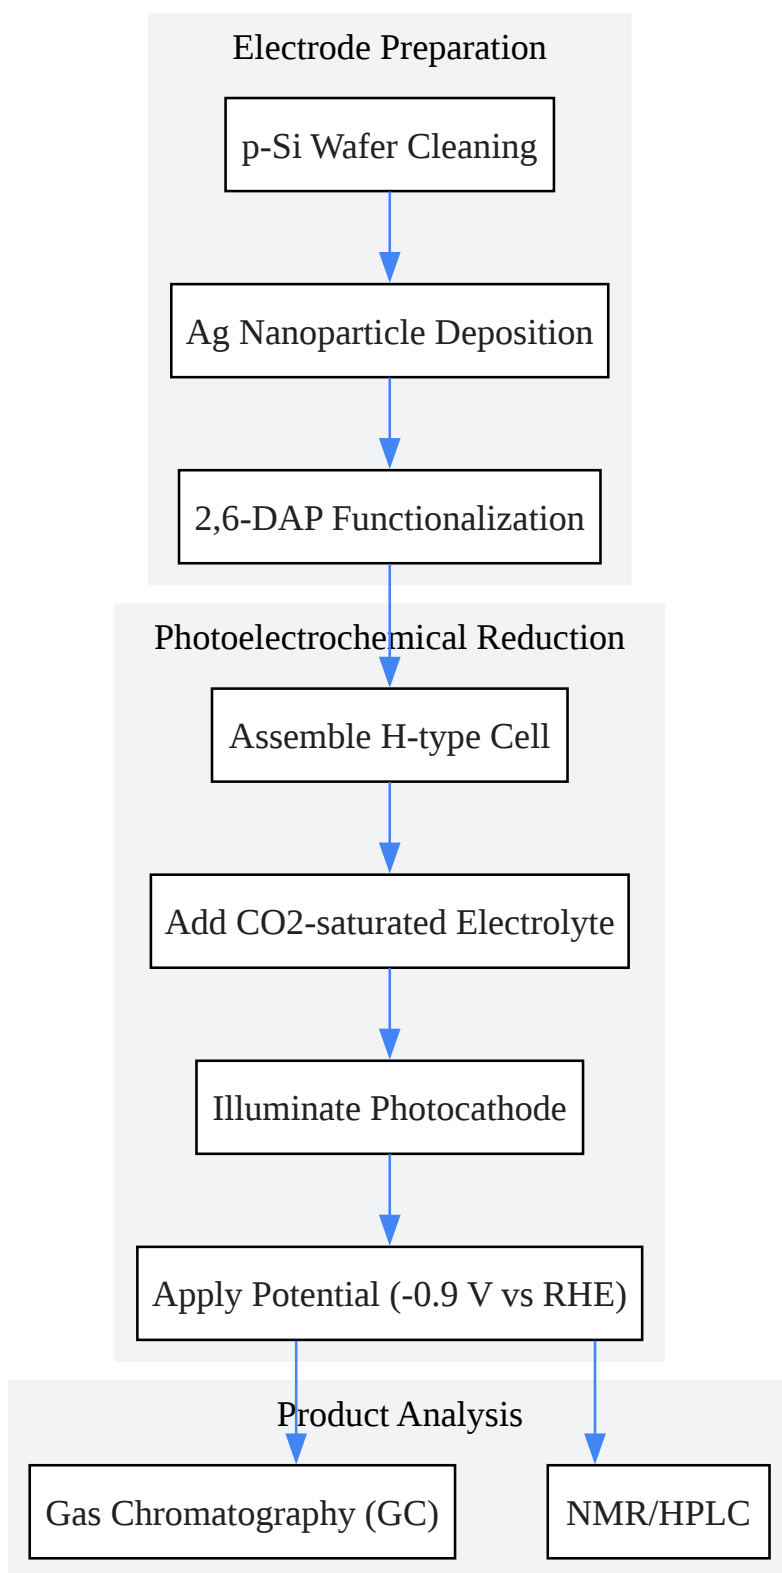 Electrode Preparation
p-Si Wafer Cleaning
Ag Nanoparticle Deposition
2,6-DAP Functionalization
Photoelectrochemical Reduction
Assemble H-type Cell
Add CO2-saturated Electrolyte
Illuminate Photocathode
Apply Potential (-0.9 V vs RHE)
Product Analysis
Gas Chromatography (GC)
NMR/HPLC